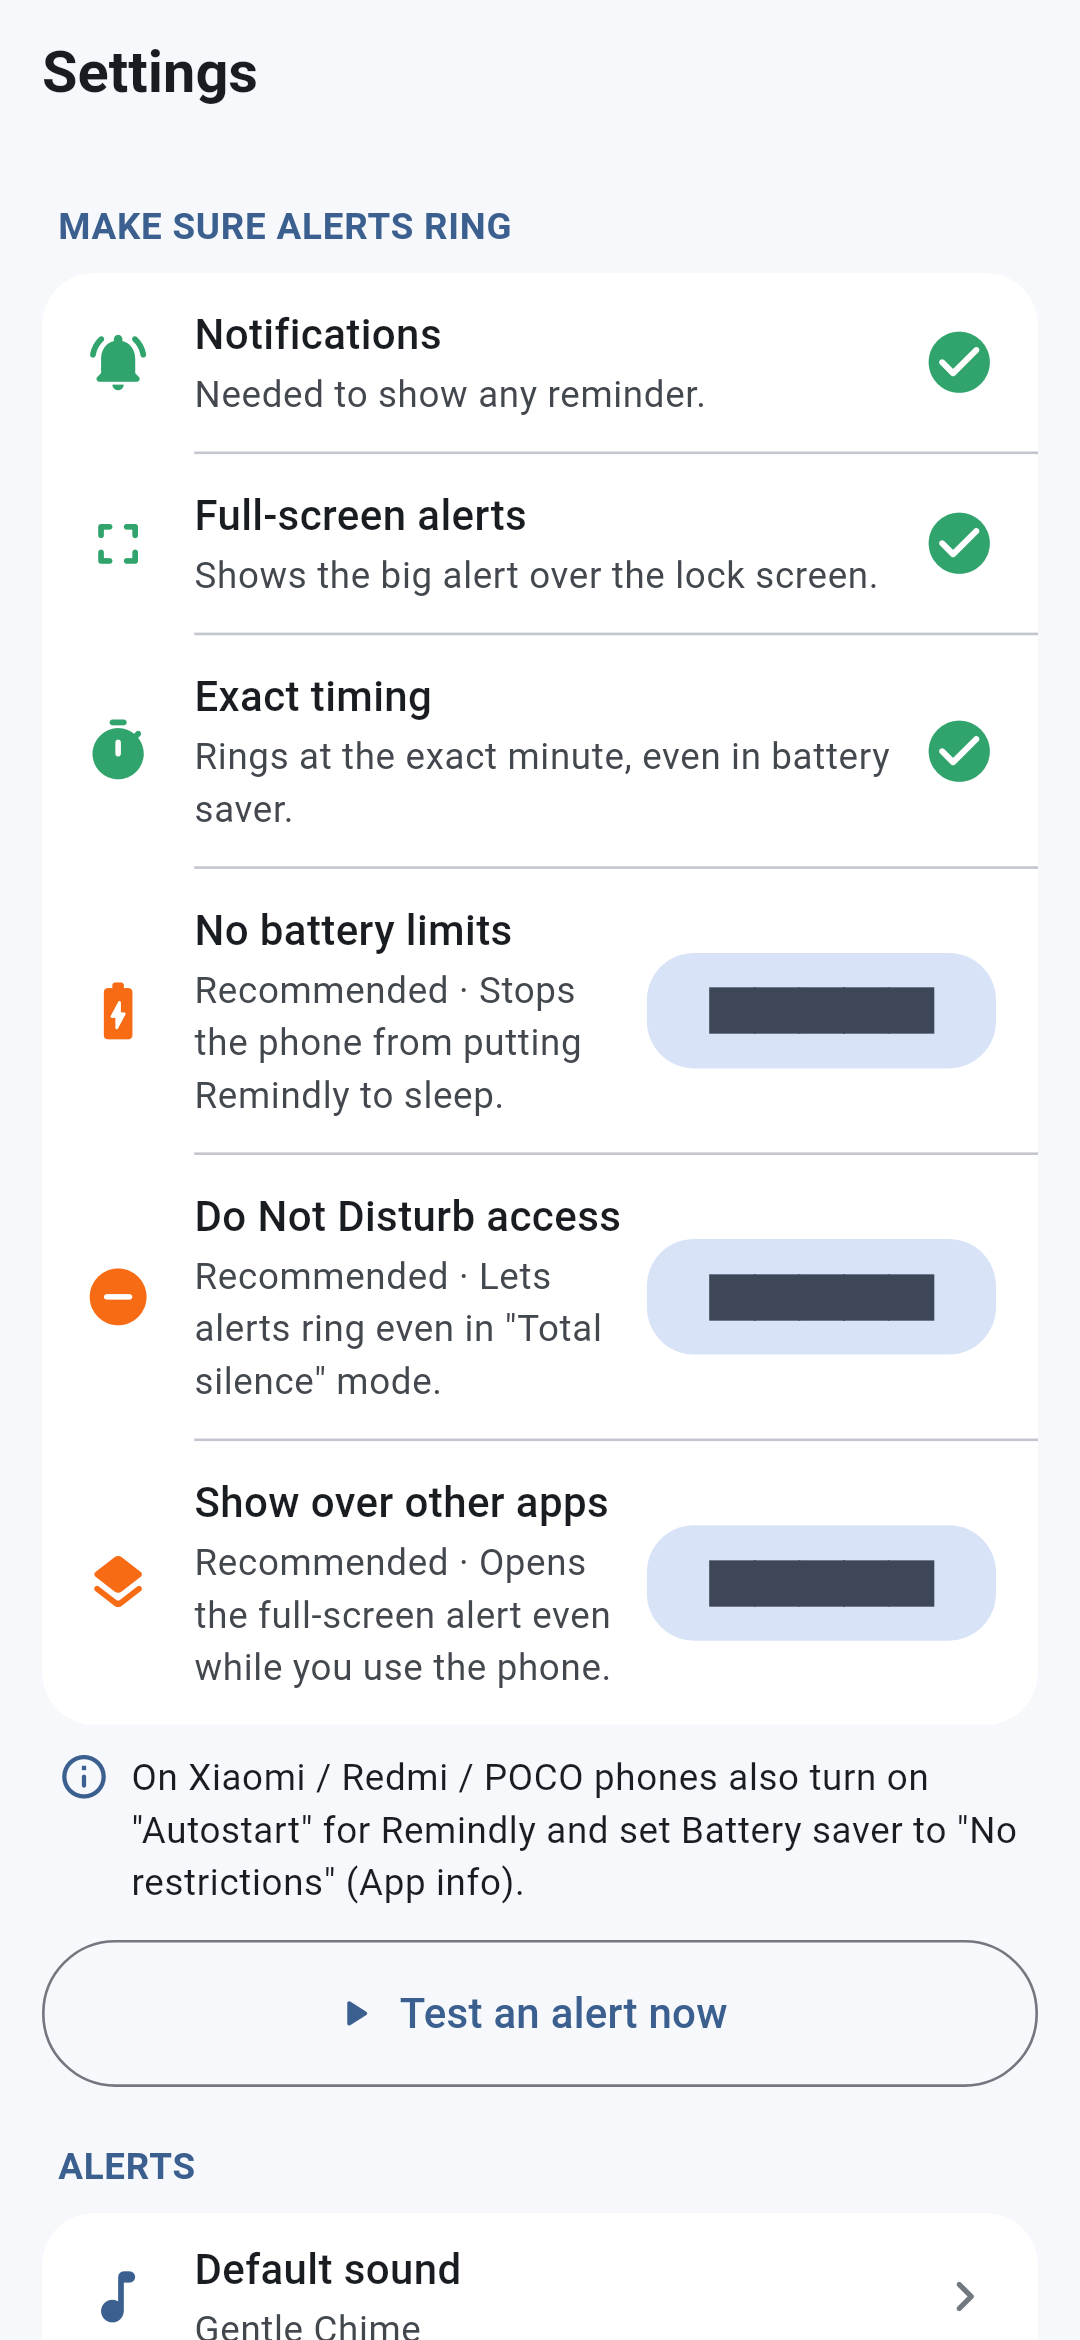 Settings
MAKE SURE ALERTS RING
Notifications
Needed to show any reminder.
Full-screen alerts
Shows the big alert over the lock screen.
Exact timing
Rings at the exact minute, even in battery
saver.
No battery limits
Recommended · Stops
the phone from putting
Remindly to sleep.
Do Not Disturb access
Recommended · Lets
alerts ring even in "Total
silence" mode.
Show over other apps
Recommended · Opens
the full-screen alert even
while you use the phone.
On Xiaomi / Redmi / POCO phones also turn on
"Autostart" for Remindly and set Battery saver to "No
restrictions" (App info).
Test an alert now
ALERTS
Default sound
Gentle Chime